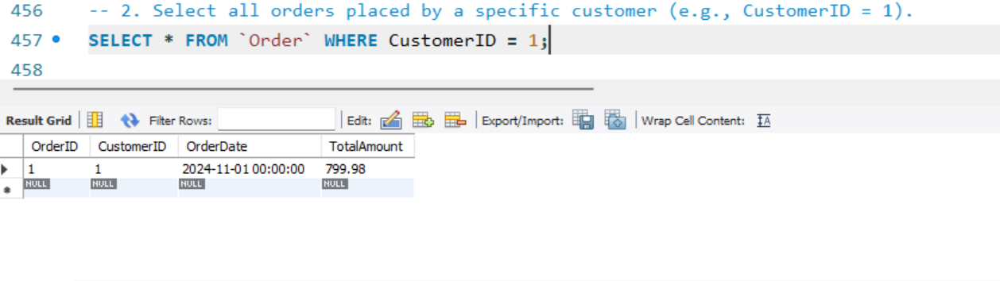 456 -- 2. Select all orders placed by a specific customer (e.g., CustomerID = 1).
457 SELECT * FROM `Order` WHERE CustomerID = 1;
458
Result Grid Filter Rows: Edit: Export/Import: Wrap Cell Content: IA
OrderID CustomerID OrderDate TotalAmount
1 1 2024-11-01 00:00:00 799.98
NULL NULL NULL NULL